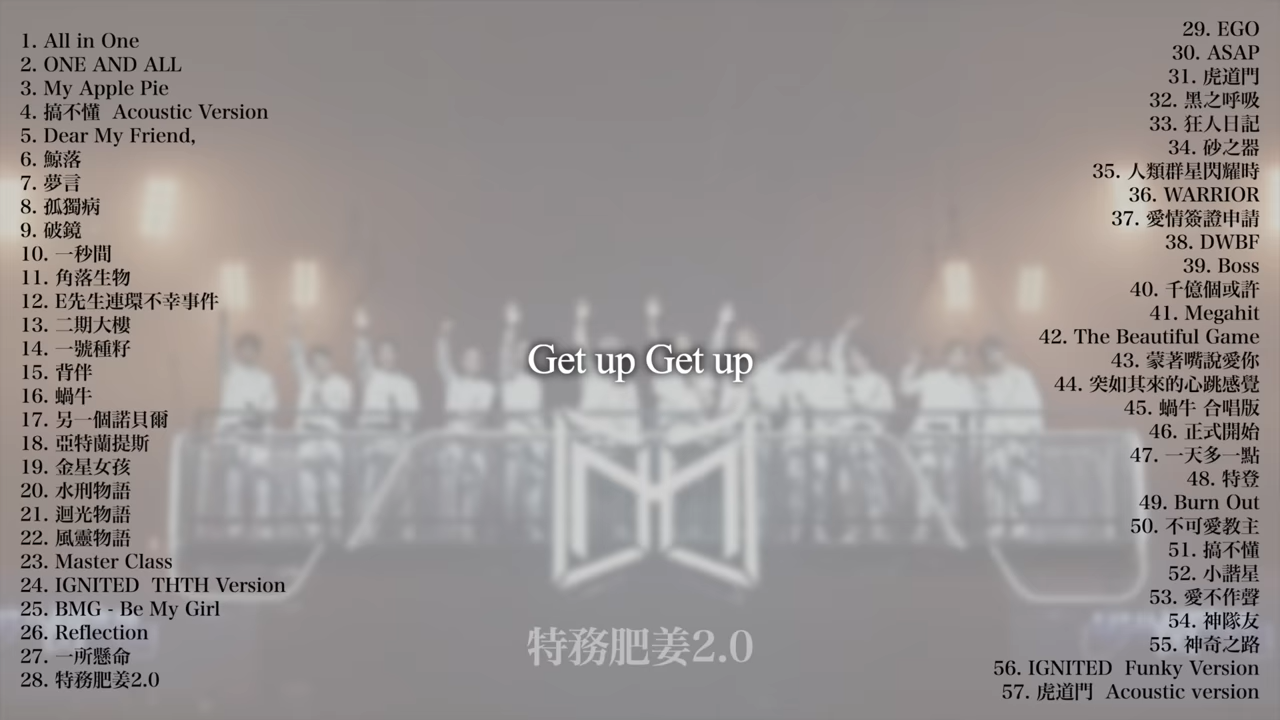 1. All in One
2. ONE AND ALL
3. My Apple Pie
4. 搞不懂 Acoustic Version
5. Dear My Friend,
6. 鯨落
7. 夢言
8. 孤獨病
9. 破鏡
10. 一秒間
11. 角落生物
12. E先生連環不幸事件
13. 二期大樓
14. 一號種籽
15. 背伴
16. 蝸牛
17. 另一個諾貝爾
18. 亞特蘭提斯
19. 金星女孩
20. 水刑物語
21. 迴光物語
22. 風靈物語
23. Master Class
24. IGNITED THTH Version
25. BMG - Be My Girl
26. Reflection
27. 一所懸命
28. 特務肥姜2.0
Get up Get up
特務肥姜2.0
29. EGO
30. ASAP
31. 虎道門
32. 黑之呼吸
33. 狂人日記
34. 砂之器
35. 人類群星閃耀時
36. WARRIOR
37. 愛情簽證申請
38. DWBF
39. Boss
40. 千億個或許
41. Megahit
42. The Beautiful Game
43. 蒙著嘴說愛你
44. 突如其來的心跳感覺
45. 蝸牛 合唱版
46. 正式開始
47. 一天多一點
48. 特登
49. Burn Out
50. 不可愛教主
51. 搞不懂
52. 小諧星
53. 愛不作聲
54. 神隊友
55. 神奇之路
56. IGNITED Funky Version
57. 虎道門 Acoustic version